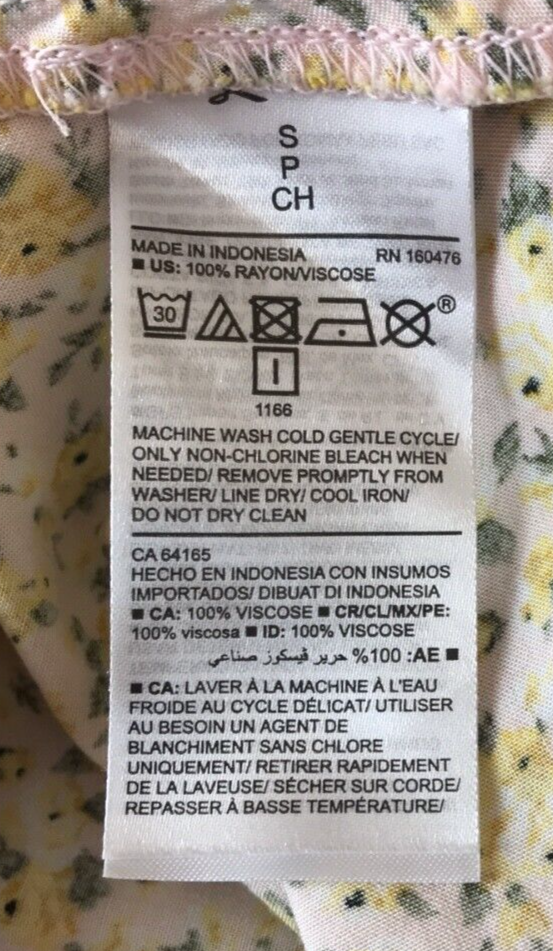 S
P
CH
MADE IN INDONESIA RN 160476
■ US: 100% RAYON/VISCOSE
30
®
1166
MACHINE WASH COLD GENTLE CYCLE/
ONLY NON-CHLORINE BLEACH WHEN
NEEDED/ REMOVE PROMPTLY FROM
WASHER/ LINE DRY/ COOL IRON/
DO NOT DRY CLEAN
CA 64165
HECHO EN INDONESIA CON INSUMOS
IMPORTADOS/ DIBUAT DI INDONESIA
■ CA: 100% VISCOSE ■ CR/CL/MX/PE:
100% viscosa ■ ID: 100% VISCOSE
■ AE: 100% حرير ڤيسكوز صناعي
■ CA: LAVER À LA MACHINE À L'EAU
FROIDE AU CYCLE DÉLICAT/ UTILISER
AU BESOIN UN AGENT DE
BLANCHIMENT SANS CHLORE
UNIQUEMENT/ RETIRER RAPIDEMENT
DE LA LAVEUSE/ SÉCHER SUR CORDE/
REPASSER À BASSE TEMPÉRATURE/